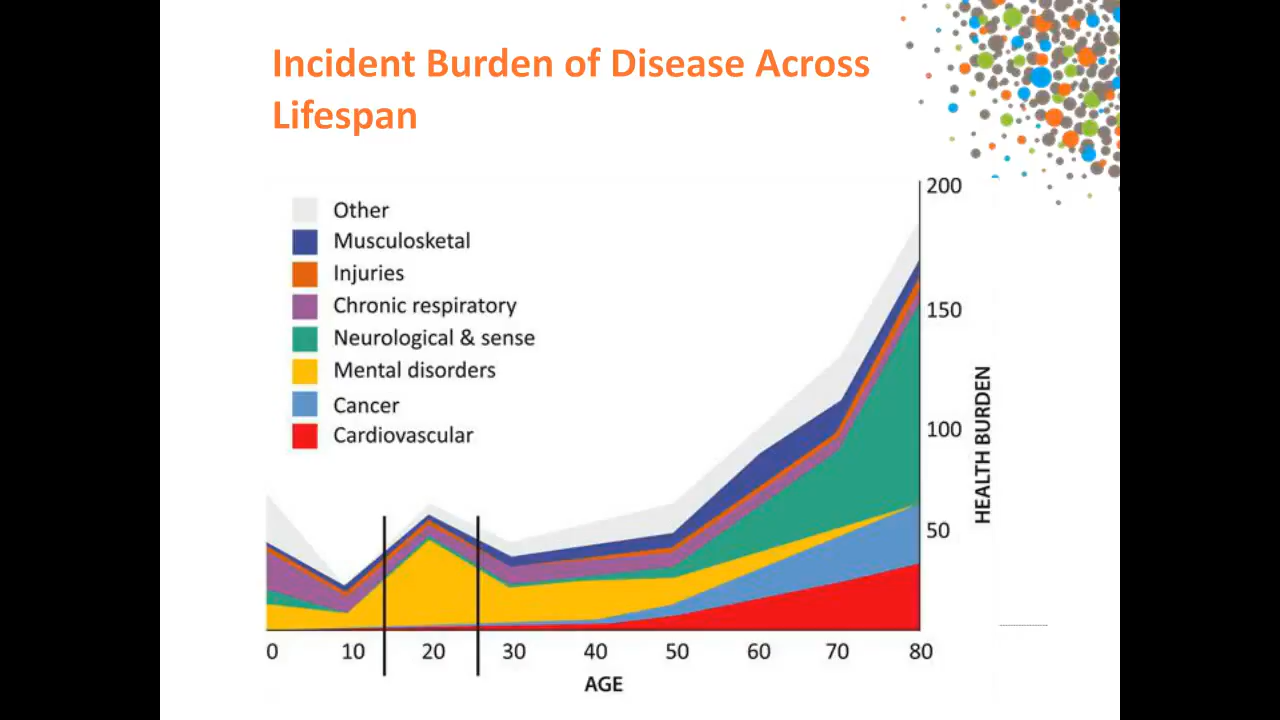 Incident Burden of Disease Across
Lifespan
Other
Musculosketal
Injuries
Chronic respiratory
Neurological & sense
Mental disorders
Cancer
Cardiovascular
200
150
100
50
HEALTH BURDEN
0 10 20 30 40 50 60 70 80
AGE